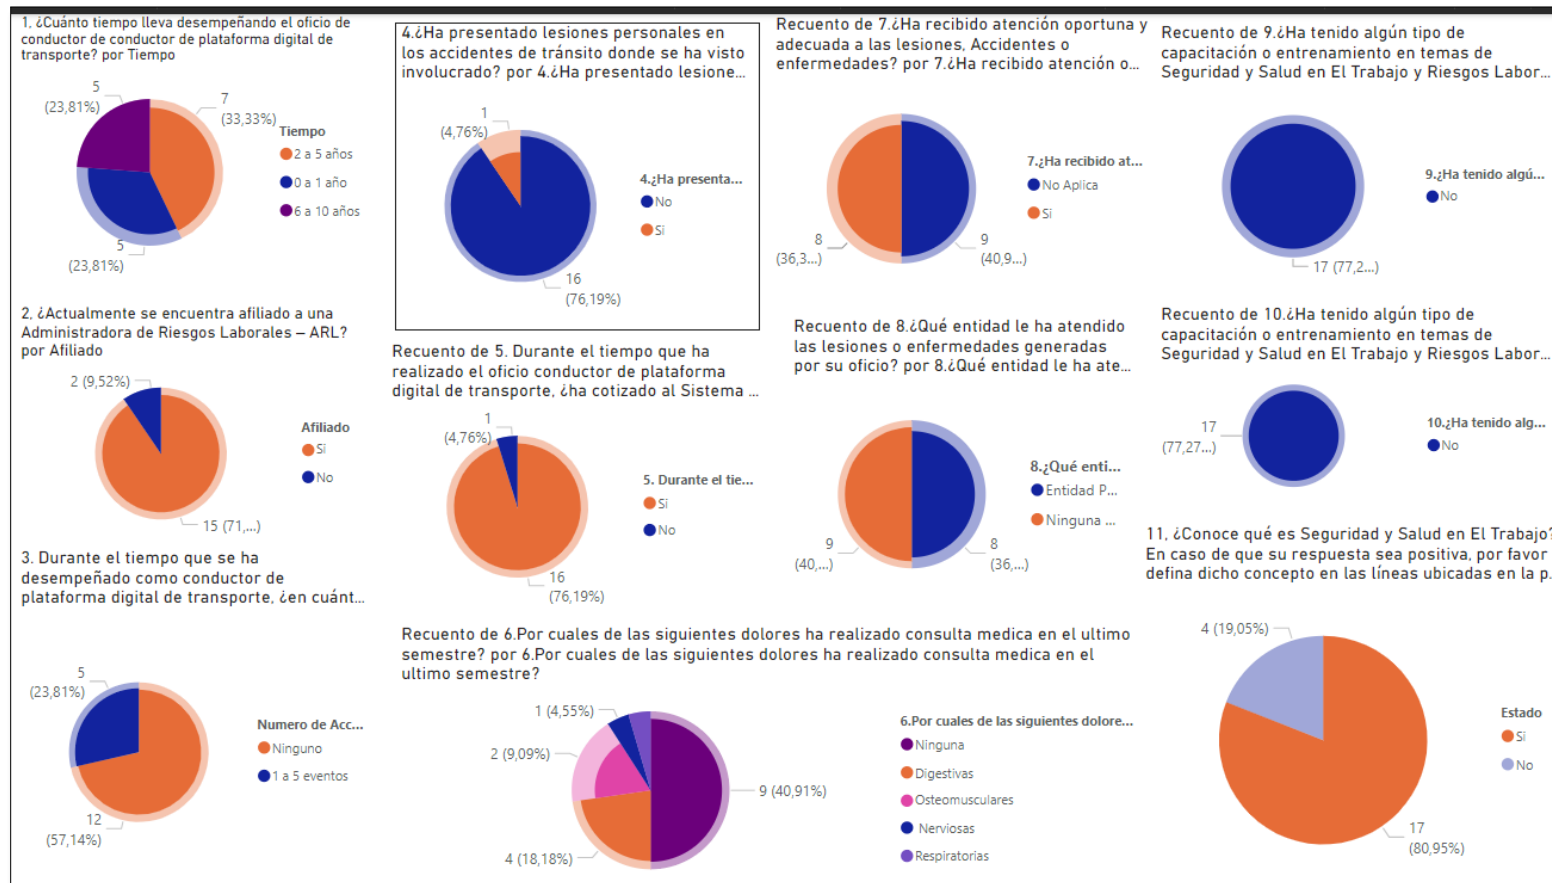 1, ¿Cuánto tiempo lleva desempeñando el oficio de
conductor de conductor de plataforma digital de
transporte? por Tiempo
5
(23,81%)
7
(33,33%)
5
(23,81%)
Tiempo
2 a 5 años
0 a 1 año
6 a 10 años
2, ¿Actualmente se encuentra afiliado a una
Administradora de Riesgos Laborales – ARL?
por Afiliado
2 (9,52%)
15 (71,...)
Afiliado
Si
No
3. Durante el tiempo que se ha
desempeñado como conductor de
plataforma digital de transporte, ¿en cuánt...
5
(23,81%)
12
(57,14%)
Numero de Acc...
Ninguno
1 a 5 eventos
4.¿Ha presentado lesiones personales en
los accidentes de tránsito donde se ha visto
involucrado? por 4.¿Ha presentado lesione...
1
(4,76%)
16
(76,19%)
4.¿Ha presenta...
No
Si
Recuento de 5. Durante el tiempo que ha
realizado el oficio conductor de plataforma
digital de transporte, ¿ha cotizado al Sistema ...
1
(4,76%)
16
(76,19%)
5. Durante el tie...
Si
No
Recuento de 6.Por cuales de las siguientes dolores ha realizado consulta medica en el ultimo
semestre? por 6.Por cuales de las siguientes dolores ha realizado consulta medica en el
ultimo semestre?
1 (4,55%)
2 (9,09%)
4 (18,18%)
9 (40,91%)
6.Por cuales de las siguientes dolore...
Ninguna
Digestivas
Osteomusculares
Nerviosas
Respiratorias
Recuento de 7.¿Ha recibido atención oportuna y
adecuada a las lesiones, Accidentes o
enfermedades? por 7.¿Ha recibido atención o...
8
(36,3...)
9
(40,9...)
7.¿Ha recibido at...
No Aplica
Sí
Recuento de 8.¿Qué entidad le ha atendido
las lesiones o enfermedades generadas
por su oficio? por 8.¿Qué entidad le ha ate...
9
(40,...)
8
(36,...)
8.¿Qué enti...
Entidad P...
Ninguna ...
Recuento de 9.¿Ha tenido algún tipo de
capacitación o entrenamiento en temas de
Seguridad y Salud en El Trabajo y Riesgos Labor...
17 (77,2...)
9.¿Ha tenido algú...
No
Recuento de 10.¿Ha tenido algún tipo de
capacitación o entrenamiento en temas de
Seguridad y Salud en El Trabajo y Riesgos Labor...
17
(77,27...)
10.¿Ha tenido alg...
No
11, ¿Conoce qué es Seguridad y Salud en El Trabajo?
En caso de que su respuesta sea positiva, por favor
defina dicho concepto en las líneas ubicadas en la p.
4 (19,05%)
17
(80,95%)
Estado
Si
No